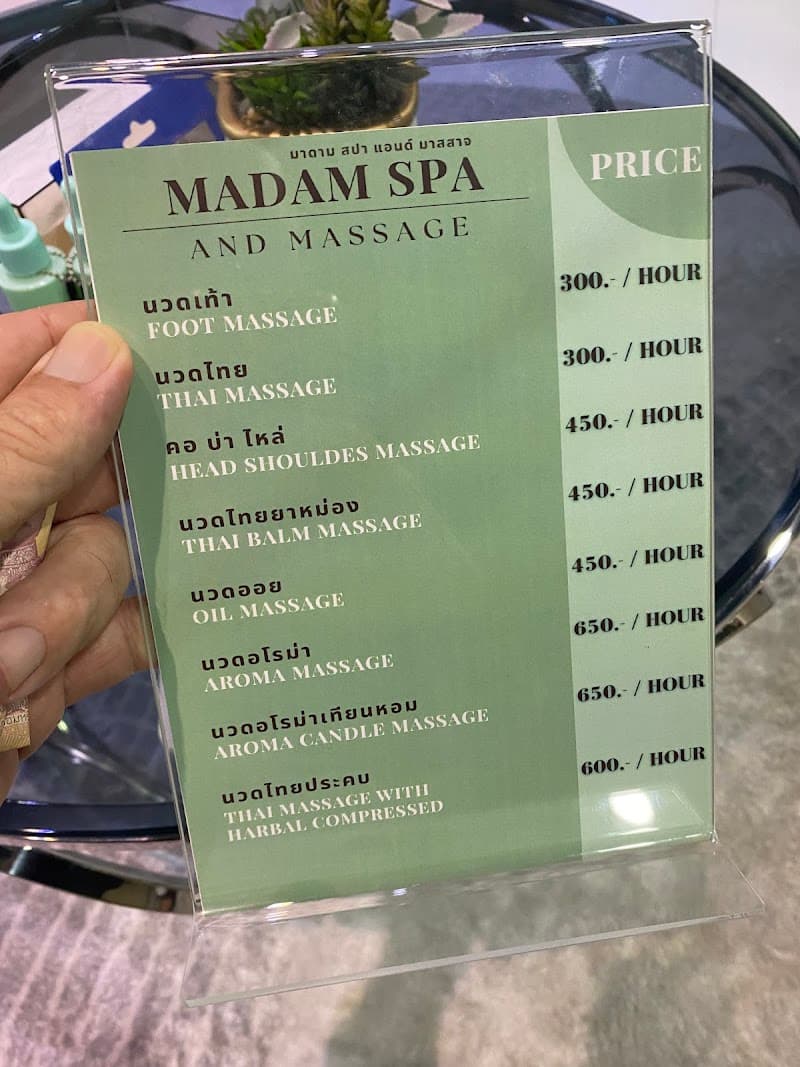 มาดาม สปา แอนด์ มาสสาจ
MADAM SPA
AND MASSAGE
PRICE
นวดเท้า
FOOT MASSAGE
300.- / HOUR
นวดไทย
THAI MASSAGE
300.- / HOUR
คอ บ่า ไหล่
HEAD SHOULDES MASSAGE
450.- / HOUR
นวดไทยยาหม่อง
THAI BALM MASSAGE
450.- / HOUR
นวดออย
OIL MASSAGE
450.- / HOUR
นวดอโรม่า
AROMA MASSAGE
650.- / HOUR
นวดอโรม่าเทียนหอม
AROMA CANDLE MASSAGE
650.- / HOUR
นวดไทยประคบ
THAI MASSAGE WITH
HARBAL COMPRESSED
600.- / HOUR